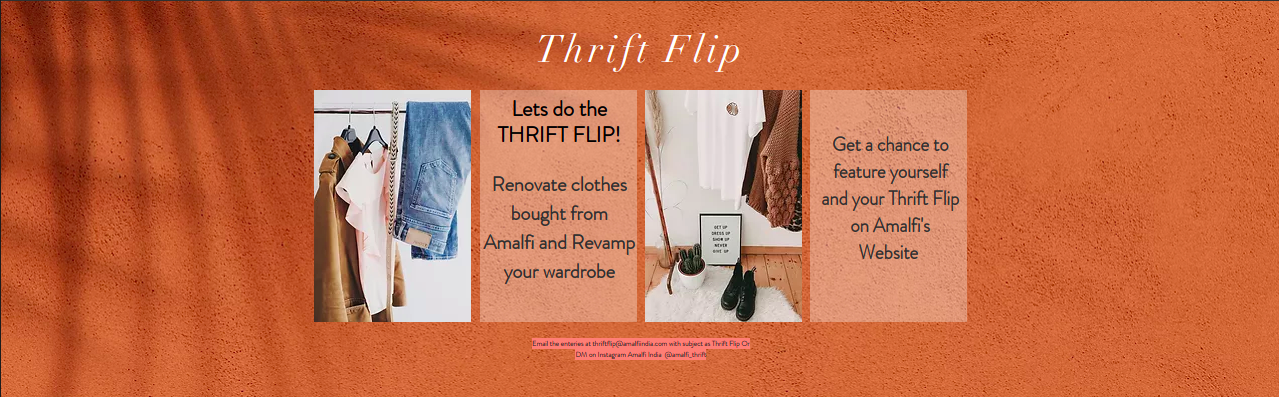 Thrift Flip
Lets do the
THRIFT FLIP!
Renovate clothes
bought from
Amalfi and Revamp
your wardrobe
GET UP
DRESS UP
SHOW UP
NEVER
GIVE UP
Get a chance to
feature yourself
and your Thrift Flip
on Amalfi's
Website
Email the enteries at thriftflip@amalfiindia.com with subject as Thrift Flip Or
DM on Instagram Amalfi India @amalfi_thrift